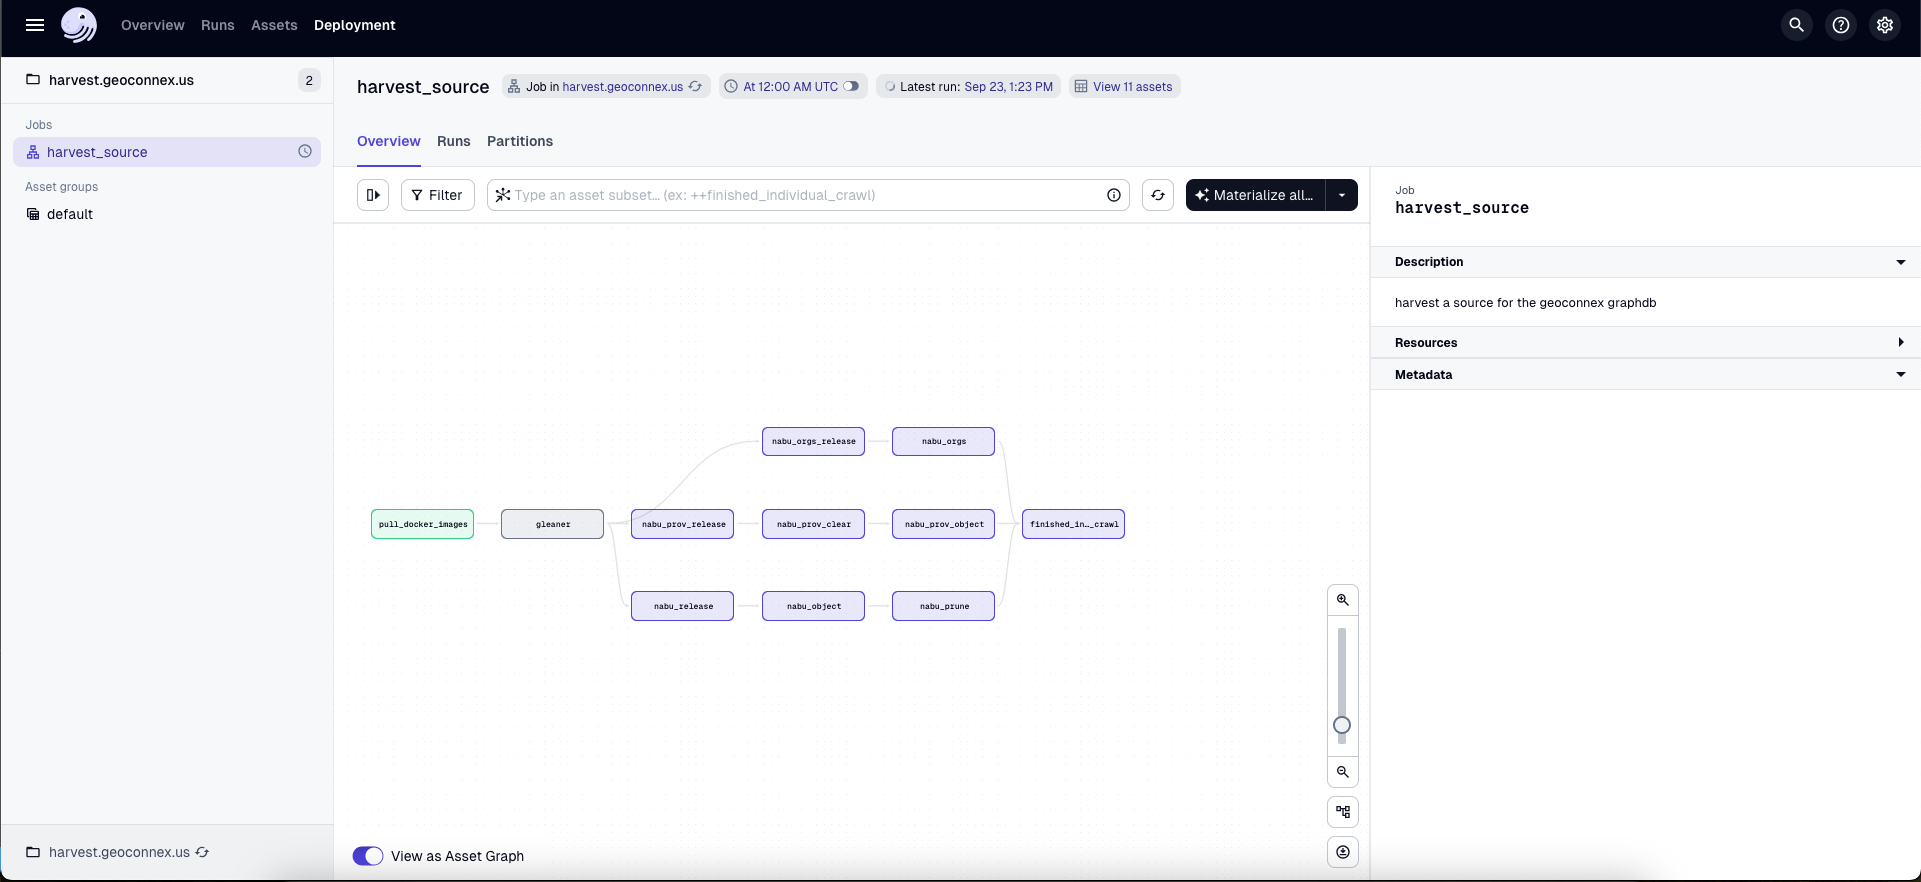 Overview Runs Assets Deployment
harvest.geoconnex.us 2
Jobs
harvest_source
Asset groups
default
harvest.geoconnex.us
harvest_source Job in harvest.geoconnex.us At 12:00 AM UTC Latest run: Sep 23, 1:23 PM View 11 assets
Overview Runs Partitions
Filter Type an asset subset… (ex: ++finished_individual_crawl) Materialize all…
nabu_orgs_release nabu_orgs
pull_docker_images gleaner nabu_prov_release nabu_prov_clear nabu_prov_object finished_in…_crawl
nabu_release nabu_object nabu_prune
View as Asset Graph
Job
harvest_source
Description
harvest a source for the geoconnex graphdb
Resources
Metadata